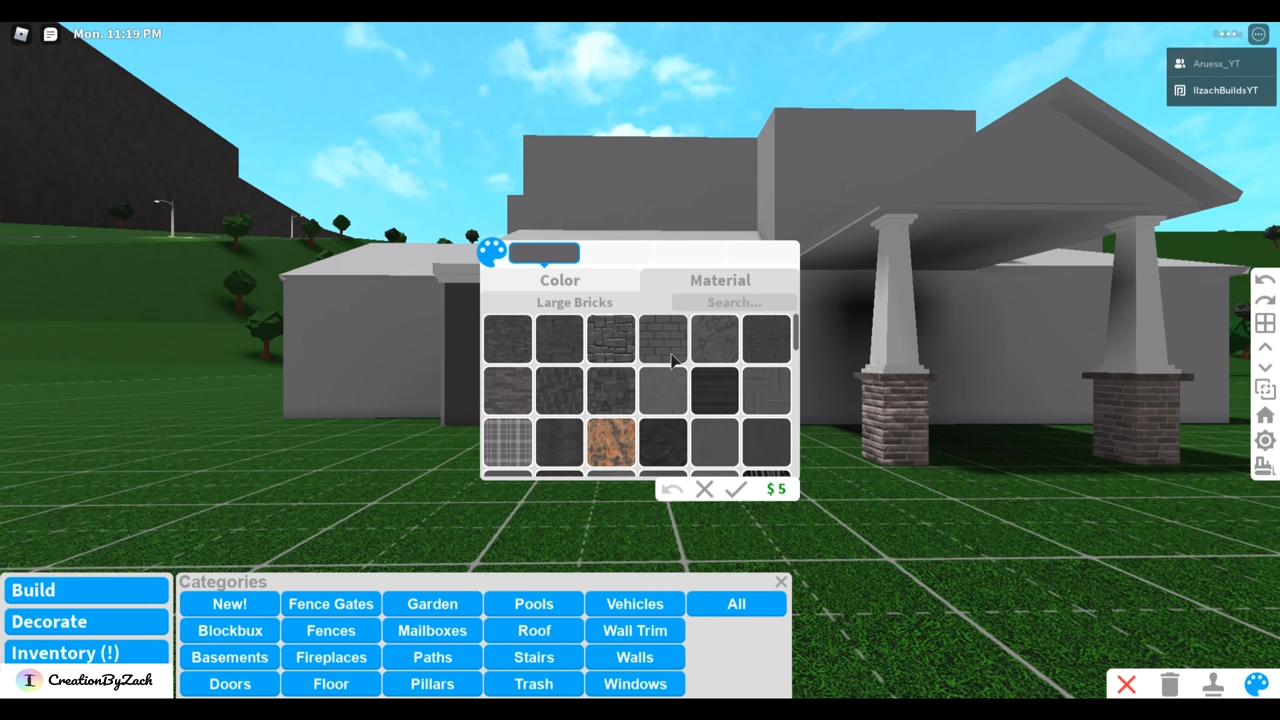 Mon. 11:19 PM
Aruesx_YT
IlzachBuildsYT
Color
Material
Large Bricks
Search...
$ 5
Build
Decorate
Inventory (!)
CreationByZach
Categories
New!
Fence Gates
Garden
Pools
Vehicles
All
Blockbux
Fences
Mailboxes
Roof
Wall Trim
Basements
Fireplaces
Paths
Stairs
Walls
Doors
Floor
Pillars
Trash
Windows